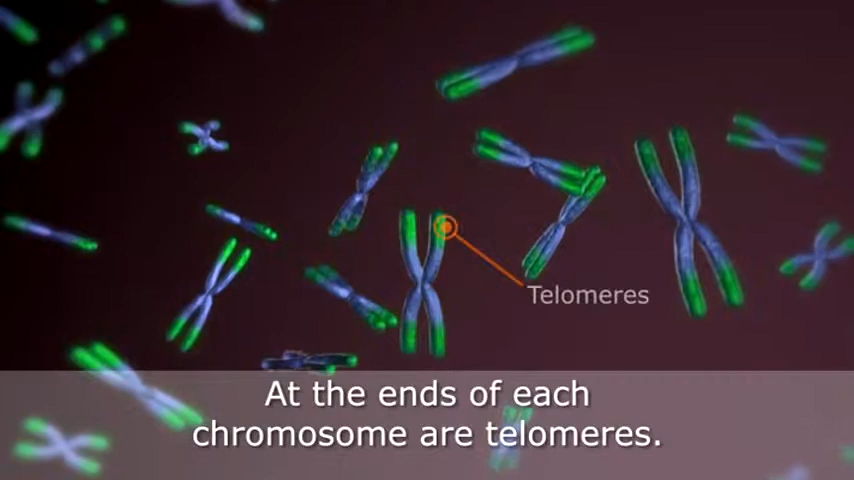 Telomeres
At the ends of each
chromosome are telomeres.